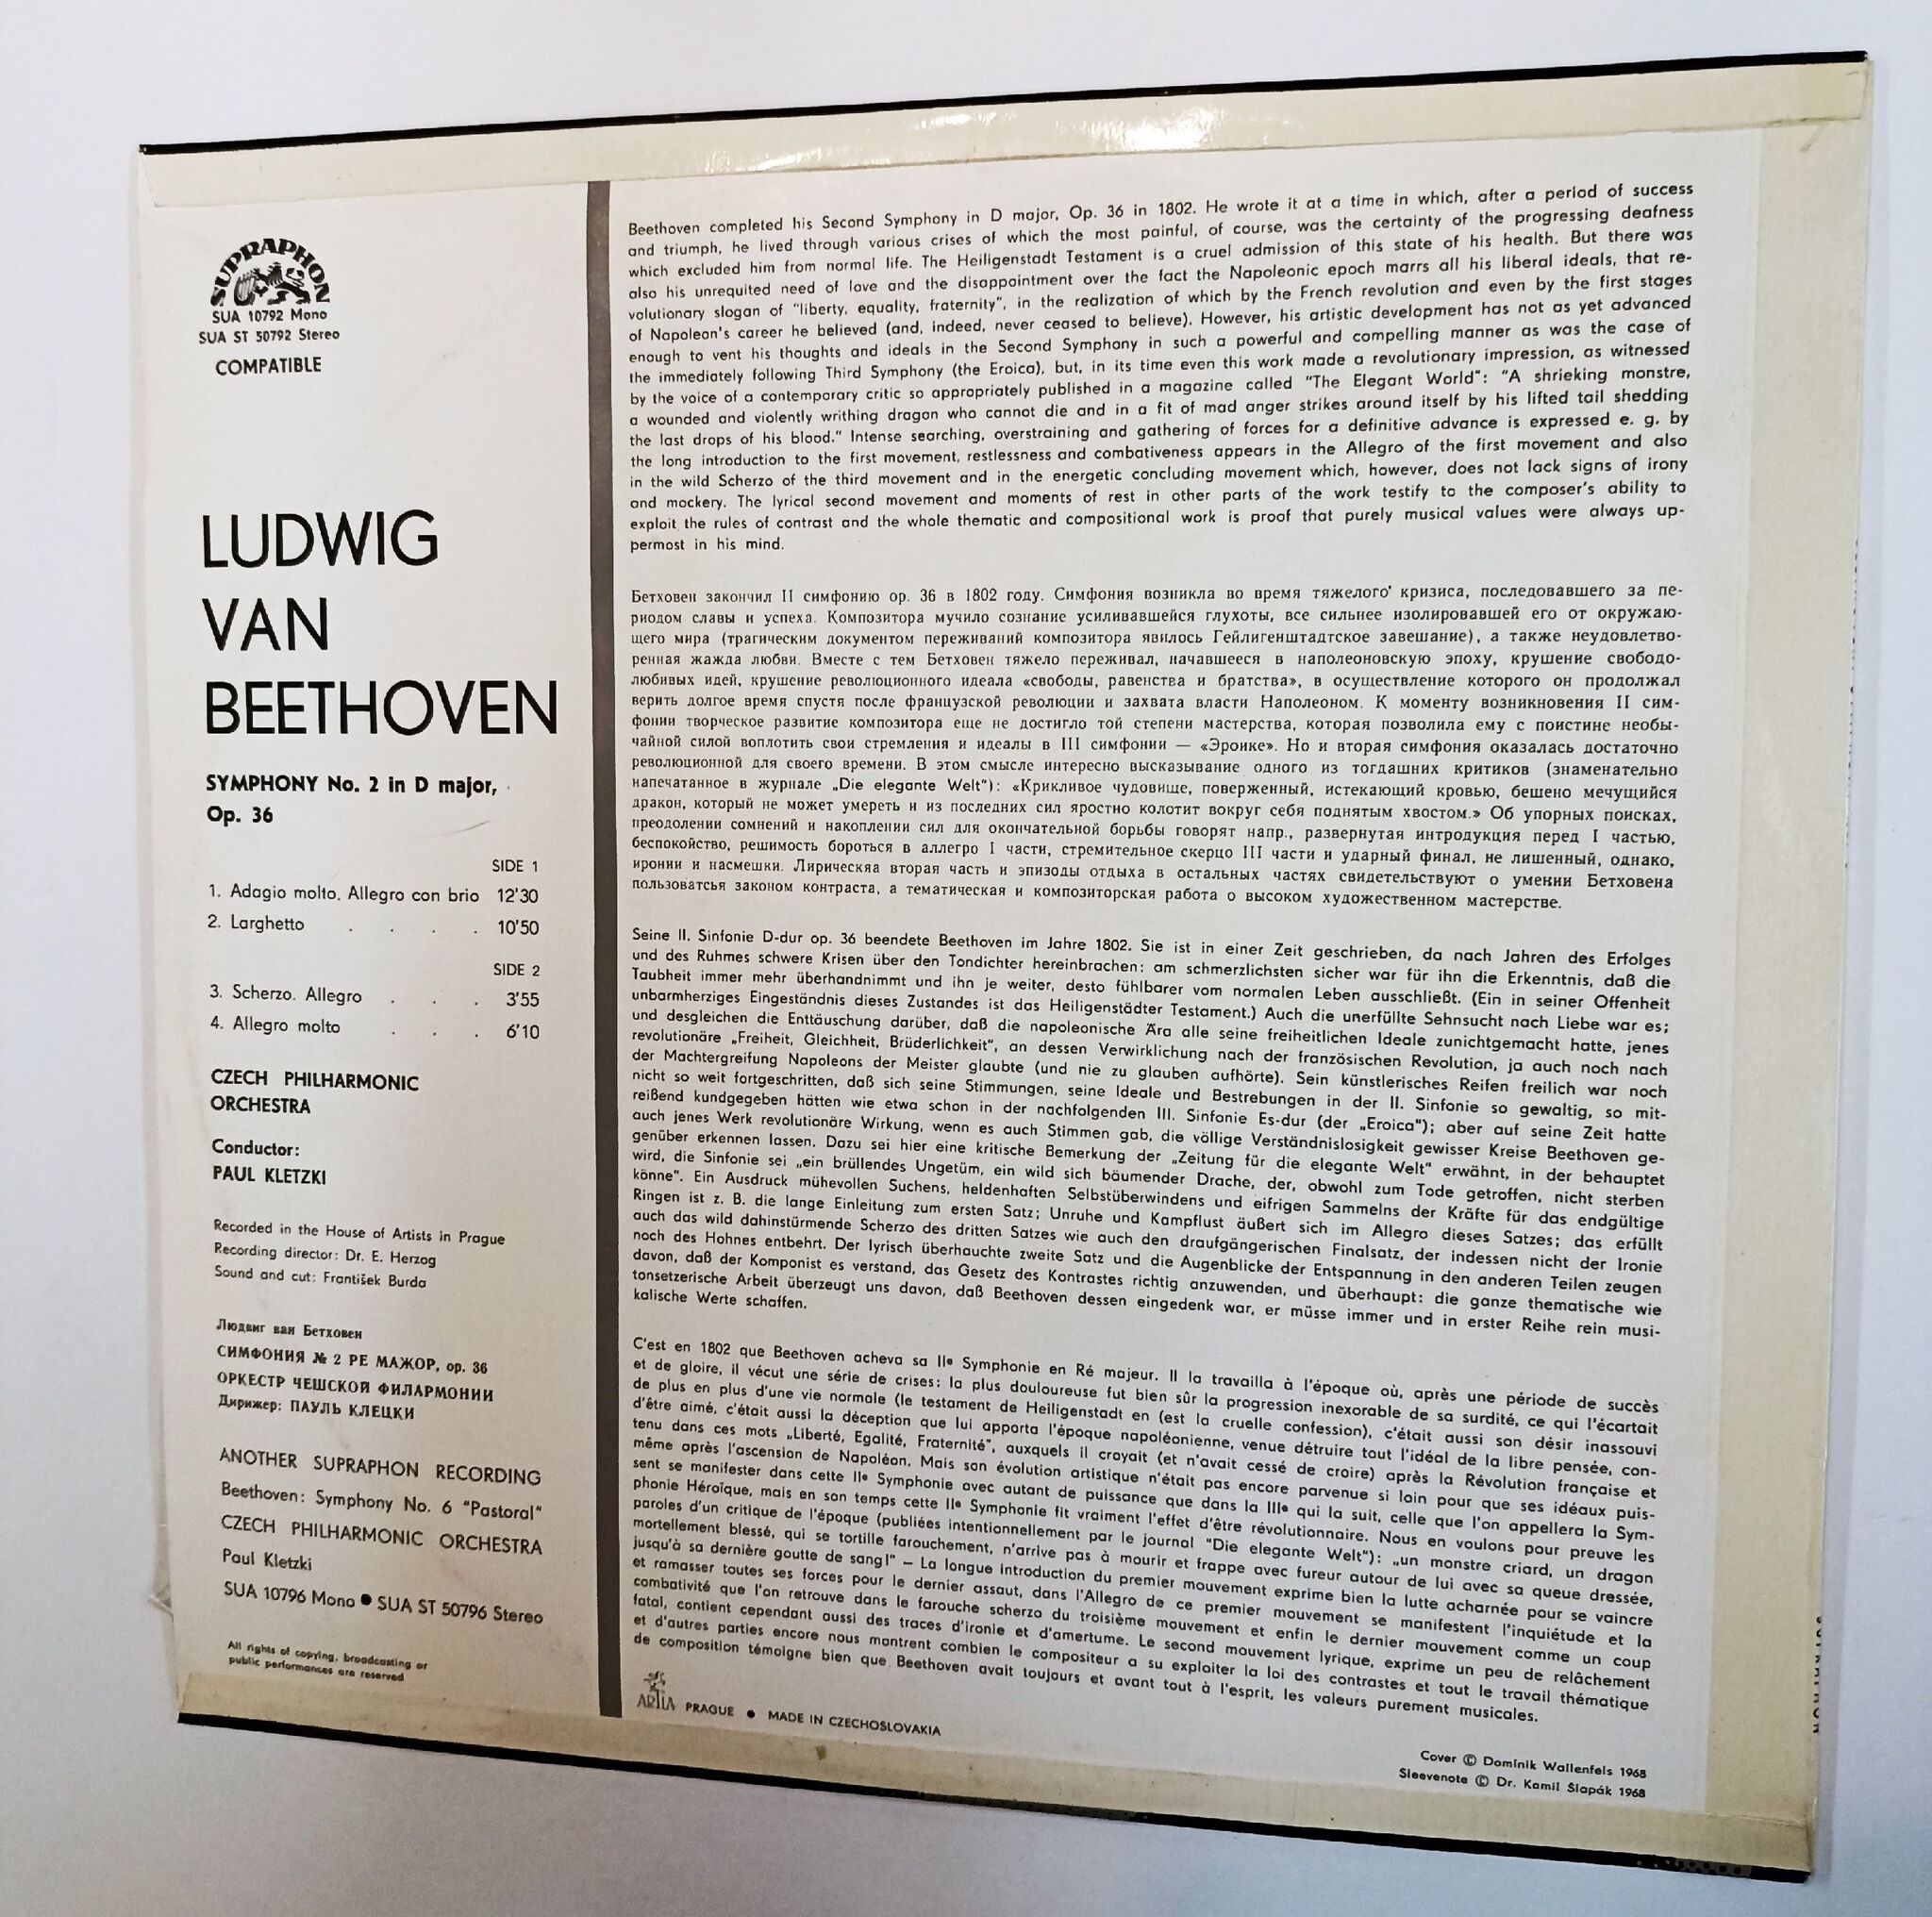 SUPRAPHON
SUA 10792 Mono
SUA ST 50792 Stereo
COMPATIBLE
LUDWIG
VAN
BEETHOVEN
SYMPHONY No. 2 in D major,
Op. 36
SIDE 1
1. Adagio molto. Allegro con brio 12'30
2. Larghetto . . . . 10'50
SIDE 2
3. Scherzo. Allegro . . . 3'55
4. Allegro molto . . . 6'10
CZECH PHILHARMONIC
ORCHESTRA
Conductor:
PAUL KLETZKI
Recorded in the House of Artists in Prague
Recording director: Dr. E. Herzog
Sound and cut: František Burda
Людвиг ван Бетховен
СИМФОНИЯ № 2 РЕ МАЖОР, ор. 36
ОРКЕСТР ЧЕШСКОЙ ФИЛАРМОНИИ
Дирижер: ПАУЛЬ КЛЕЦКИ
ANOTHER SUPRAPHON RECORDING
Beethoven: Symphony No. 6 "Pastoral"
CZECH PHILHARMONIC ORCHESTRA
Paul Kletzki
SUA 10796 Mono ● SUA ST 50796 Stereo
All rights of copying, broadcasting or
public performances are reserved
Beethoven completed his Second Symphony in D major, Op. 36 in 1802. He wrote it at a time in which, after a period of success
and triumph, he lived through various crises of which the most painful, of course, was the certainty of the progressing deafness
which excluded him from normal life. The Heiligenstadt Testament is a cruel admission of this state of his health. But there was
also his unrequited need of love and the disappointment over the fact the Napoleonic epoch marrs all his liberal ideals, that re-
volutionary slogan of "liberty, equality, fraternity", in the realization of which by the French revolution and even by the first stages
of Napoleon's career he believed (and, indeed, never ceased to believe). However, his artistic development has not as yet advanced
enough to vent his thoughts and ideals in the Second Symphony in such a powerful and compelling manner as was the case of
the immediately following Third Symphony (the Eroica), but, in its time even this work made a revolutionary impression, as witnessed
by the voice of a contemporary critic so appropriately published in a magazine called "The Elegant World": "A shrieking monstre,
a wounded and violently writhing dragon who cannot die and in a fit of mad anger strikes around itself by his lifted tail shedding
the last drops of his blood." Intense searching, overstraining and gathering of forces for a definitive advance is expressed e. g. by
the long introduction to the first movement, restlessness and combativeness appears in the Allegro of the first movement and also
in the wild Scherzo of the third movement and in the energetic concluding movement which, however, does not lack signs of irony
and mockery. The lyrical second movement and moments of rest in other parts of the work testify to the composer's ability to
exploit the rules of contrast and the whole thematic and compositional work is proof that purely musical values were always up-
permost in his mind.
Бетховен закончил II симфонию ор. 36 в 1802 году. Симфония возникла во время тяжелого кризиса, последовавшего за пе-
риодом славы и успеха. Композитора мучило сознание усиливавшейся глухоты, все сильнее изолировавшей его от окружаю-
щего мира (трагическим документом переживаний композитора явилось Гейлигенштадтское завешание), а также неудовлетво-
ренная жажда любви. Вместе с тем Бетховен тяжело переживал, начавшееся в наполеоновскую эпоху, крушение свободо-
любивых идей, крушение революционного идеала «свободы, равенства и братства», в осуществление которого он продолжал
верить долгое время спустя после французской революции и захвата власти Наполеоном. К моменту возникновения II сим-
фонии творческое развитие композитора еще не достигло той степени мастерства, которая позволила ему с поистине необы-
чайной силой воплотить свои стремления и идеалы в III симфонии — «Эроике». Но и вторая симфония оказалась достаточно
революционной для своего времени. В этом смысле интересно высказывание одного из тогдашних критиков (знаменательно
напечатанное в журнале „Die elegante Welt"): «Крикливое чудовище, поверженный, истекающий кровью, бешено мечущийся
дракон, который не может умереть и из последних сил яростно колотит вокруг себя поднятым хвостом.» Об упорных поисках,
преодолении сомнений и накоплении сил для окончательной борьбы говорят напр., развернутая интродукция перед I частью,
беспокойство, решимость бороться в аллегро I части, стремительное скерцо III части и ударный финал, не лишенный, однако,
иронии и насмешки. Лирическяа вторая часть и эпизоды отдыха в остальных частях свидетельствуют о умении Бетховена
пользоватсья законом контраста, а тематическая и композиторская работа о высоком художественном мастерстве.
Seine II. Sinfonie D-dur op. 36 beendete Beethoven im Jahre 1802. Sie ist in einer Zeit geschrieben, da nach Jahren des Erfolges
und des Ruhmes schwere Krisen über den Tondichter hereinbrachen: am schmerzlichsten sicher war für ihn die Erkenntnis, daß die
Taubheit immer mehr überhandnimmt und ihn je weiter, desto fühlbarer vom normalen Leben ausschließt. (Ein in seiner Offenheit
unbarmherziges Eingeständnis dieses Zustandes ist das Heiligenstädter Testament.) Auch die unerfüllte Sehnsucht nach Liebe war es;
und desgleichen die Enttäuschung darüber, daß die napoleonische Ära alle seine freiheitlichen Ideale zunichtgemacht hatte, jenes
revolutionäre „Freiheit, Gleichheit, Brüderlichkeit", an dessen Verwirklichung nach der französischen Revolution, ja auch noch nach
der Machtergreifung Napoleons der Meister glaubte (und nie zu glauben aufhörte). Sein künstlerisches Reifen freilich war noch
nicht so weit fortgeschritten, daß sich seine Stimmungen, seine Ideale und Bestrebungen in der II. Sinfonie so gewaltig, so mit-
reißend kundgegeben hätten wie etwa schon in der nachfolgenden III. Sinfonie Es-dur (der „Eroica"); aber auf seine Zeit hatte
auch jenes Werk revolutionäre Wirkung, wenn es auch Stimmen gab, die völlige Verständnislosigkeit gewisser Kreise Beethoven ge-
genüber erkennen lassen. Dazu sei hier eine kritische Bemerkung der „Zeitung für die elegante Welt" erwähnt, in der behauptet
wird, die Sinfonie sei „ein brüllendes Ungetüm, ein wild sich bäumender Drache, der, obwohl zum Tode getroffen, nicht sterben
könne". Ein Ausdruck mühevollen Suchens, heldenhaften Selbstüberwindens und eifrigen Sammelns der Kräfte für das endgültige
Ringen ist z. B. die lange Einleitung zum ersten Satz; Unruhe und Kampflust äußert sich im Allegro dieses Satzes; das erfüllt
auch das wild dahinstürmende Scherzo des dritten Satzes wie auch den draufgängerischen Finalsatz, der indessen nicht der Ironie
noch des Hohnes entbehrt. Der lyrisch überhauchte zweite Satz und die Augenblicke der Entspannung in den anderen Teilen zeugen
davon, daß der Komponist es verstand, das Gesetz des Kontrastes richtig anzuwenden, und überhaupt: die ganze thematische wie
tonsetzerische Arbeit überzeugt uns davon, daß Beethoven dessen eingedenk war, er müsse immer und in erster Reihe rein musi-
kalische Werte schaffen.
C'est en 1802 que Beethoven acheva sa IIe Symphonie en Ré majeur. Il la travailla à l'époque où, après une période de succès
et de gloire, il vécut une série de crises: la plus douloureuse fut bien sûr la progression inexorable de sa surdité, ce qui l'écartait
de plus en plus d'une vie normale (le testament de Heiligenstadt en (est la cruelle confession), c'était aussi son désir inassouvi
d'être aimé, c'était aussi la déception que lui apporta l'époque napoléonienne, venue détruire tout l'idéal de la libre pensée, con-
tenu dans ces mots „Liberté, Egalité, Fraternité", auxquels il croyait (et n'avait cessé de croire) après la Révolution française et
même après l'ascension de Napoléon. Mais son évolution artistique n'était pas encore parvenue si loin pour que ses idéaux puis-
sent se manifester dans cette IIe Symphonie avec autant de puissance que dans la IIIe qui la suit, celle que l'on appellera la Sym-
phonie Héroïque, mais en son temps cette IIe Symphonie fit vraiment l'effet d'être révolutionnaire. Nous en voulons pour preuve les
paroles d'un critique de l'époque (publiées intentionnellement par le journal "Die elegante Welt"): „un monstre criard, un dragon
mortellement blessé, qui se tortille farouchement, n'arrive pas à mourir et frappe avec fureur autour de lui avec sa queue dressée,
jusqu'à sa dernière goutte de sang!" – La longue introduction du premier mouvement exprime bien la lutte acharnée pour se vaincre
et ramasser toutes ses forces pour le dernier assaut, dans l'Allegro de ce premier mouvement se manifestent l'inquiétude et la
combativité que l'on retrouve dans le farouche scherzo du troisième mouvement et enfin le dernier mouvement comme un coup
fatal, contient cependant aussi des traces d'ironie et d'amertume. Le second mouvement lyrique, exprime un peu de relâchement
et d'autres parties encore nous montrent combien le compositeur a su exploiter la loi des contrastes et tout le travail thématique
de composition témoigne bien que Beethoven avait toujours et avant tout à l'esprit, les valeurs purement musicales.
ARTIA PRAGUE ● MADE IN CZECHOSLOVAKIA
Cover © Dominik Wallenfels 1968
Sleevenote © Dr. Kamil Šlapák 1968